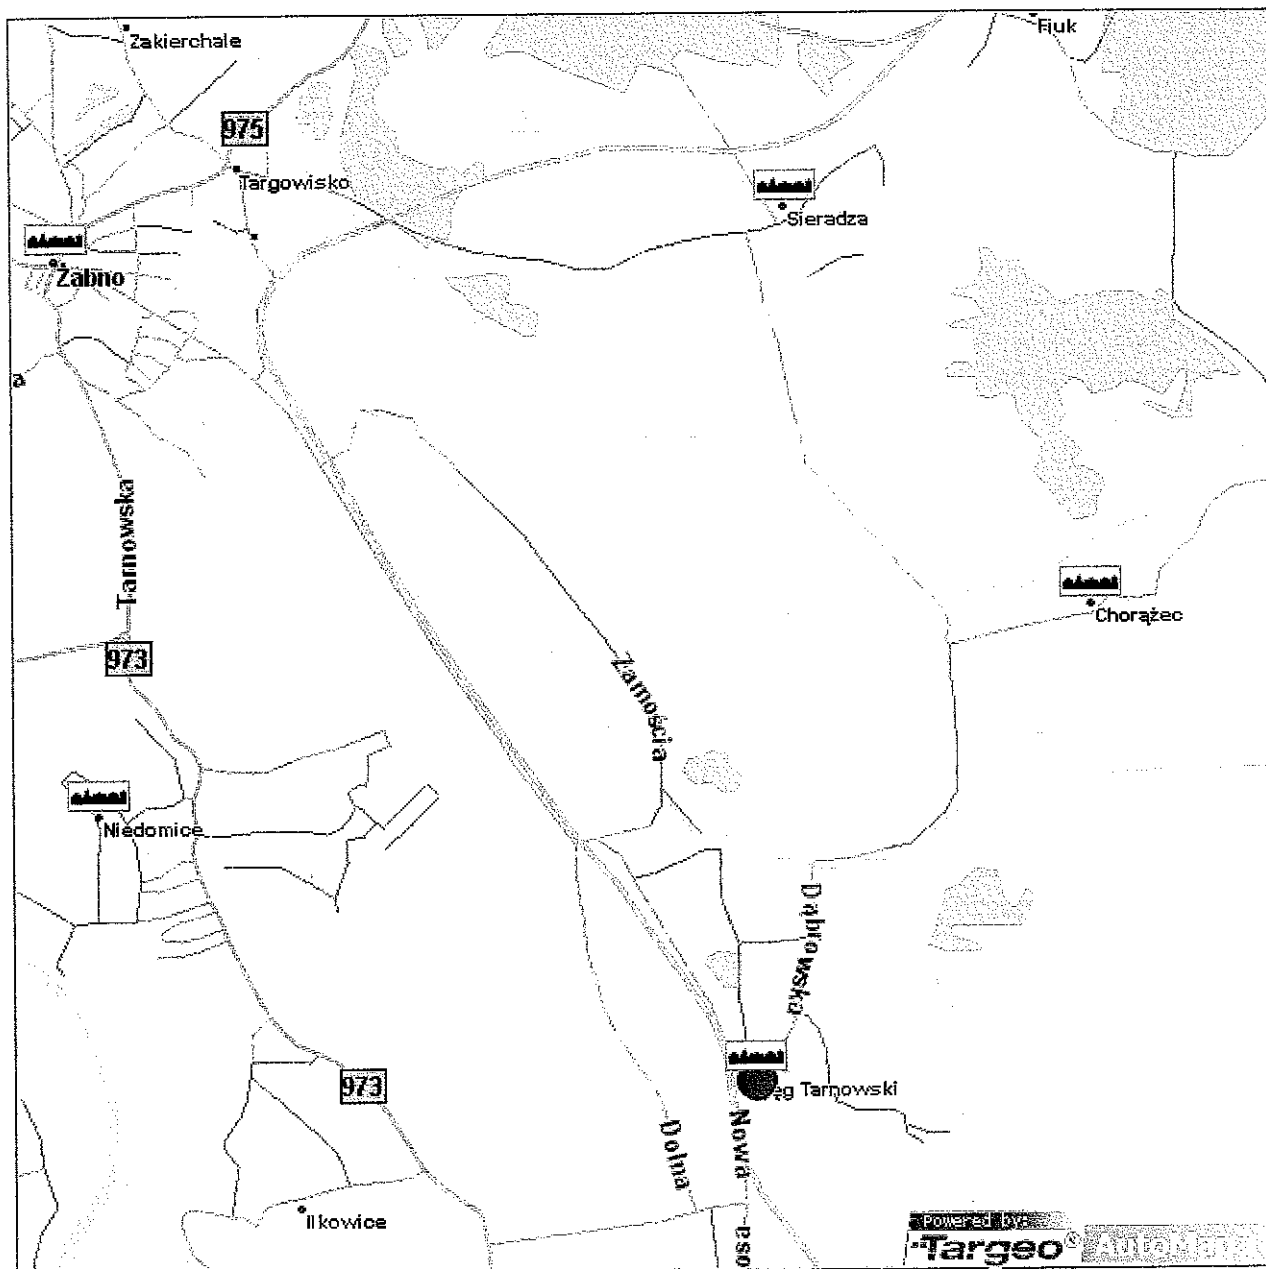 Zakierchale
Fiuk
975
Targowisko
Sieradza
Żabno
a
Tarnowska
Chorążec
973
Zamościa
Niedomice
Dąbrowska
973
ęg Tarnowski
Nowa
Dolna
Ilkowice
eso
Powered by:
Targeo®